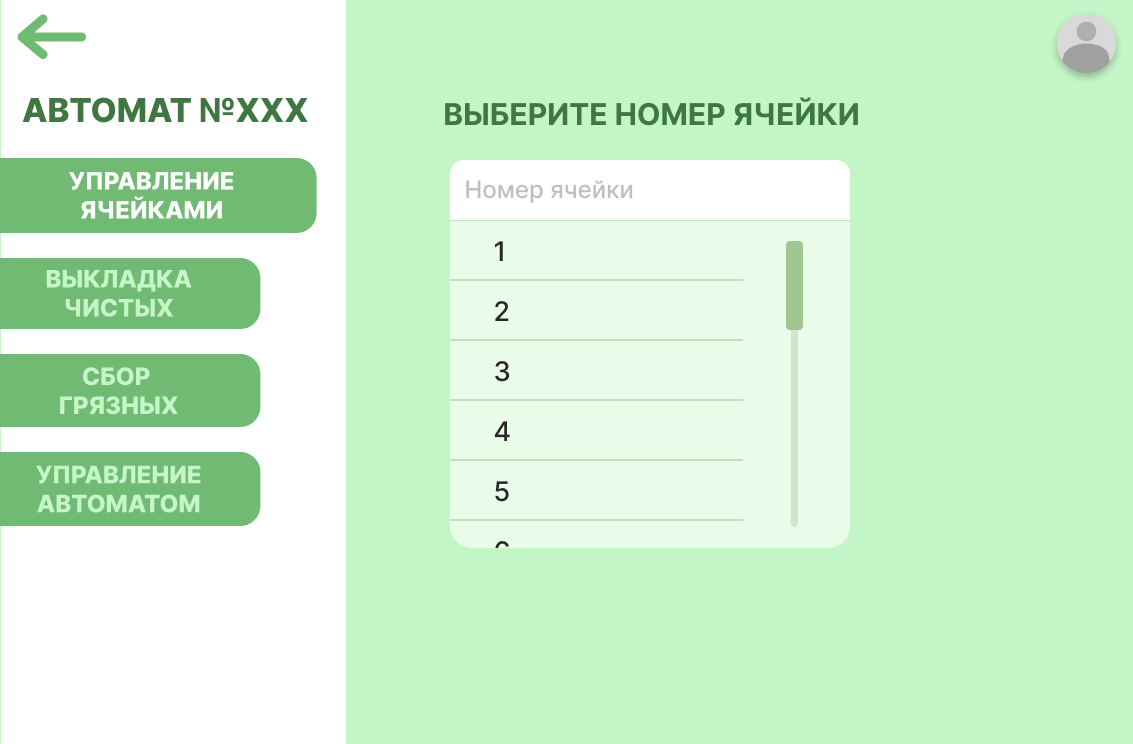 АВТОМАТ №XXX
УПРАВЛЕНИЕ
ЯЧЕЙКАМИ
ВЫКЛАДКА
ЧИСТЫХ
СБОР
ГРЯЗНЫХ
УПРАВЛЕНИЕ
АВТОМАТОМ
ВЫБЕРИТЕ НОМЕР ЯЧЕЙКИ
Номер ячейки
1
2
3
4
5